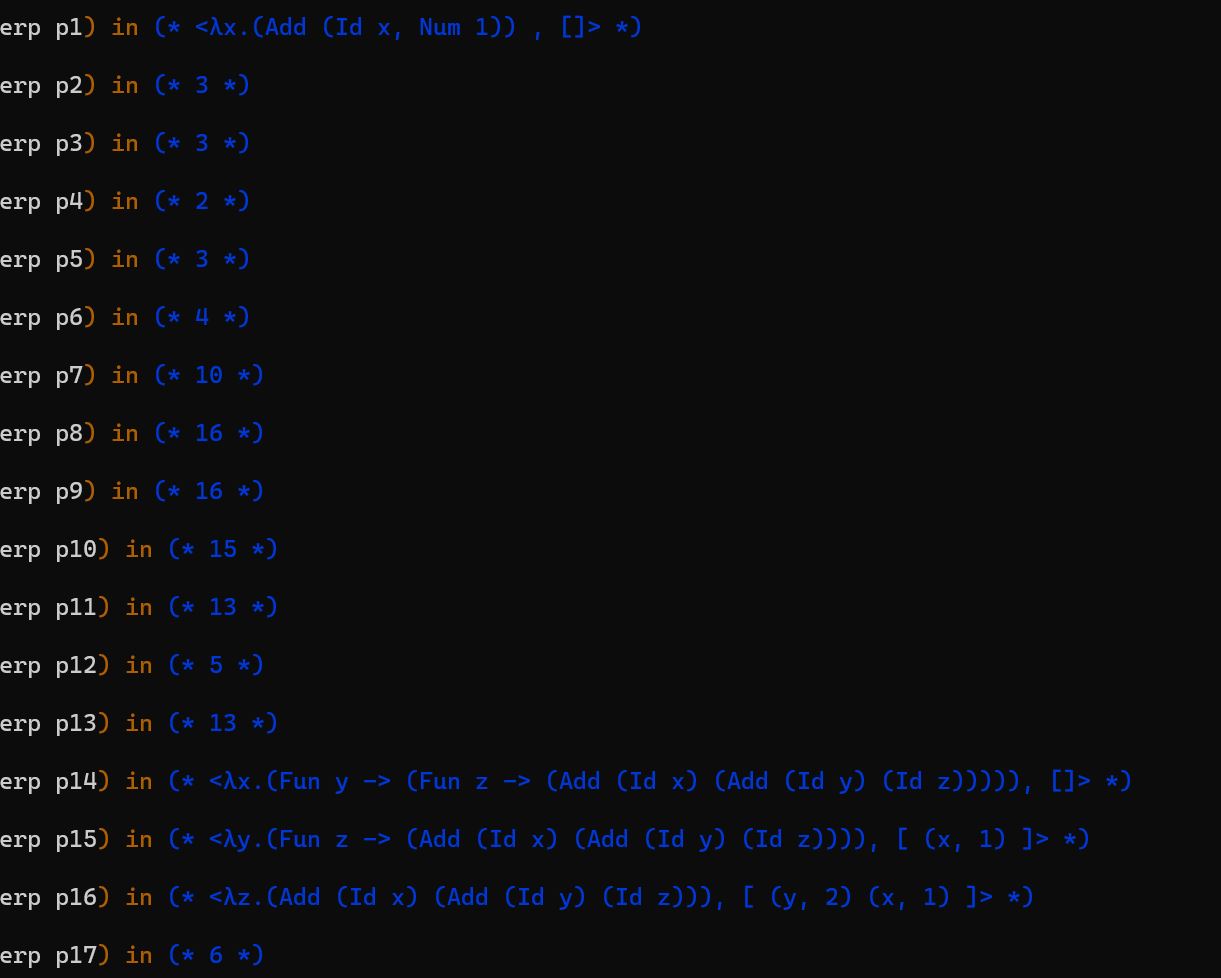 erp p1) in (* <λx.(Add (Id x, Num 1)) , []> *)
erp p2) in (* 3 *)
erp p3) in (* 3 *)
erp p4) in (* 2 *)
erp p5) in (* 3 *)
erp p6) in (* 4 *)
erp p7) in (* 10 *)
erp p8) in (* 16 *)
erp p9) in (* 16 *)
erp p10) in (* 15 *)
erp p11) in (* 13 *)
erp p12) in (* 5 *)
erp p13) in (* 13 *)
erp p14) in (* <λx.(Fun y -> (Fun z -> (Add (Id x) (Add (Id y) (Id z))))), []> *)
erp p15) in (* <λy.(Fun z -> (Add (Id x) (Add (Id y) (Id z)))), [ (x, 1) ]> *)
erp p16) in (* <λz.(Add (Id x) (Add (Id y) (Id z))), [ (y, 2) (x, 1) ]> *)
erp p17) in (* 6 *)